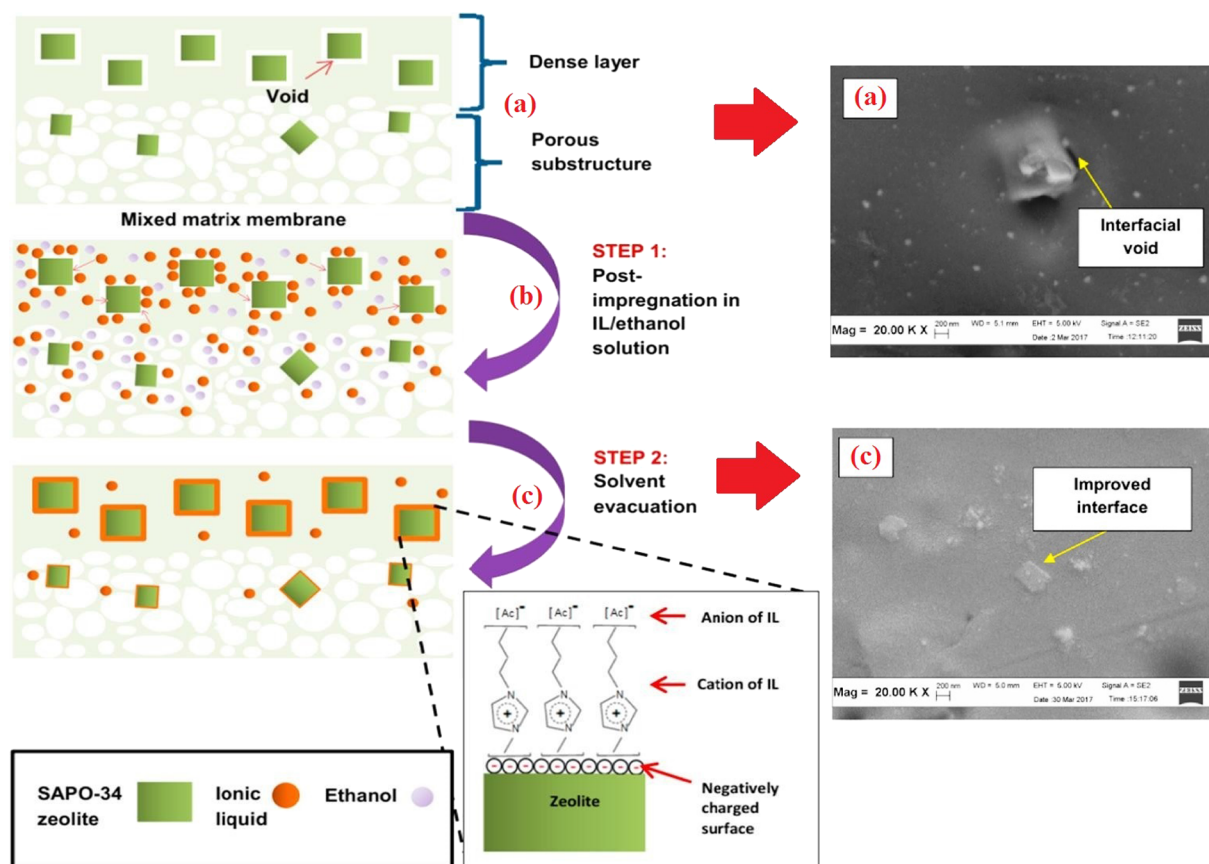 Void
Dense layer
(a)
Porous
substructure
Mixed matrix membrane
STEP 1:
Post-
impregnation in
IL/ethanol
solution
(b)
STEP 2:
Solvent
evacuation
(c)
(a)
Interfacial
void
Mag = 20.00 K X
200 nm
WD = 5.1 mm
EHT = 5.00 kV
Signal A = SE2
Date :2 Mar 2017
Time :12:11:20
ZEISS
(c)
Improved
interface
Mag = 20.00 K X
200 nm
WD = 5.0 mm
EHT = 5.00 kV
Signal A = SE2
Date :30 Mar 2017
Time :15:17:06
ZEISS
[Ac]⁻ [Ac]⁻ [Ac]⁻
Anion of IL
Cation of IL
N N N
+ + +
N N N
- - - - - - - - -
Zeolite
Negatively
charged
surface
SAPO-34
zeolite
Ionic
liquid
Ethanol